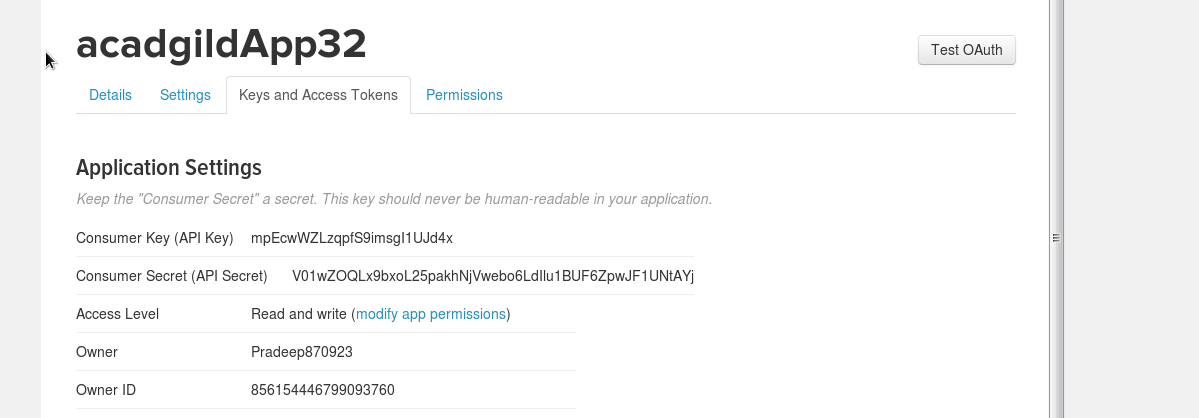 acadgildApp32
Test OAuth
Details Settings Keys and Access Tokens Permissions
Application Settings
Keep the "Consumer Secret" a secret. This key should never be human-readable in your application.
Consumer Key (API Key) mpEcwWZLzqpfS9imsgI1UJd4x
Consumer Secret (API Secret) V01wZOQLx9bxoL25pakhNjVwebo6LdIlu1BUF6ZpwJF1UNtAYj
Access Level Read and write (modify app permissions)
Owner Pradeep870923
Owner ID 856154446799093760